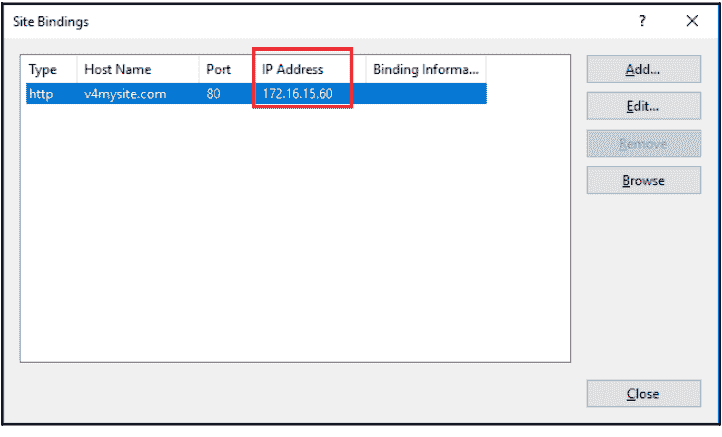 Site Bindings ?
Type Host Name Port IP Address Binding Informa...
http v4mysite.com 80 172.16.15.60
Add...
Edit...
Remove
Browse
Close